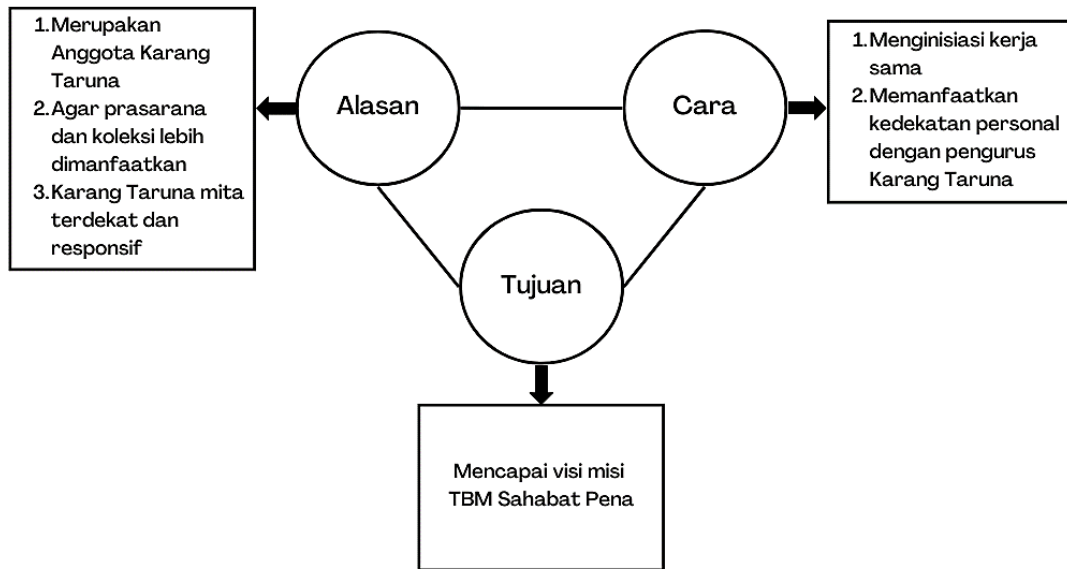 1.Merupakan
Anggota Karang
Taruna
2.Agar prasarana
dan koleksi lebih
dimanfaatkan
3.Karang Taruna mita
terdekat dan
responsif
Alasan
Cara
1.Menginisiasi kerja
sama
2.Memanfaatkan
kedekatan personal
dengan pengurus
Karang Taruna
Tujuan
Mencapai visi misi
TBM Sahabat Pena